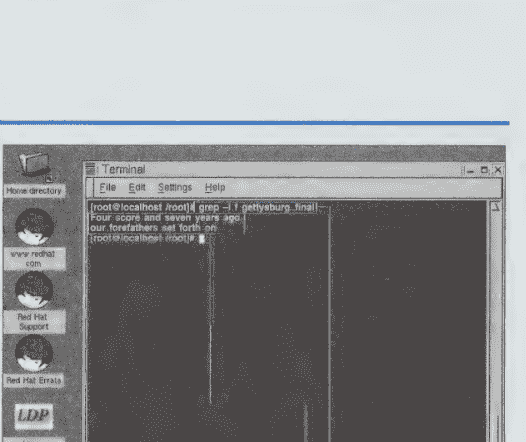 Home directory
www.redhat
com
Red Hat
Support
Red Hat Errata
LDP
Terminal
File Edit Settings Help
[root@localhost /root]# grep -i f gettysburg_final
Four score and seven years ago
our forefathers set forth on
[root@localhost /root]#